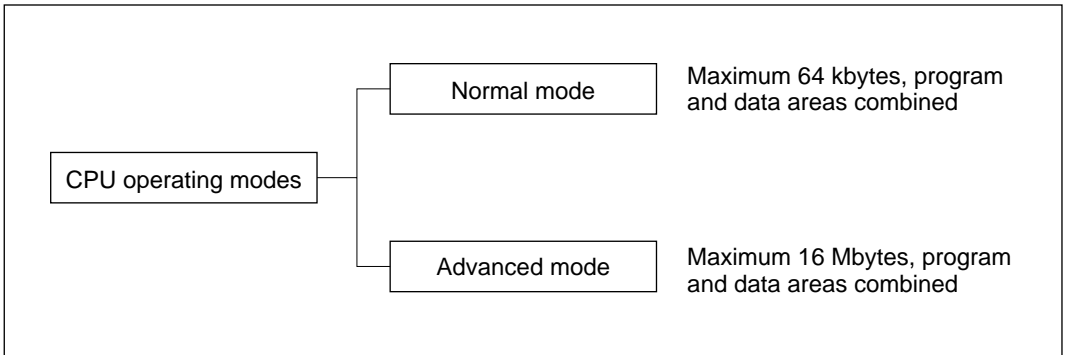 CPU operating modes
Normal mode
Maximum 64 kbytes, program
and data areas combined
Advanced mode
Maximum 16 Mbytes, program
and data areas combined